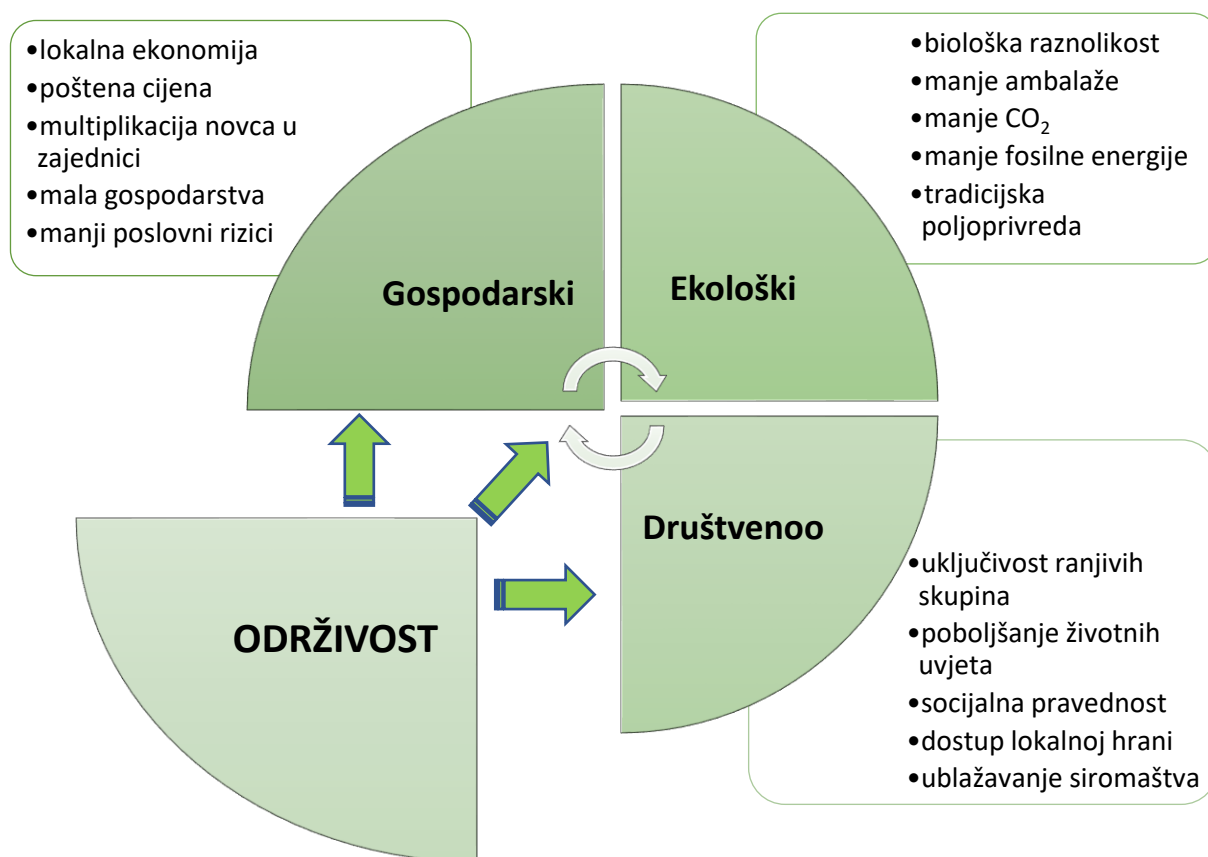 •lokalna ekonomija
•poštena cijena
•multiplikacija novca u
zajednici
•mala gospodarstva
•manji poslovni rizici
•biološka raznolikost
•manje ambalaže
•manje CO₂
•manje fosilne energije
•tradicijska
poljoprivreda
Gospodarski
Ekološki
Društvenoo
ODRŽIVOST
•uključivost ranjivih
skupina
•poboljšanje životnih
uvjeta
•socijalna pravednost
•dostup lokalnoj hrani
•ublažavanje siromaštva